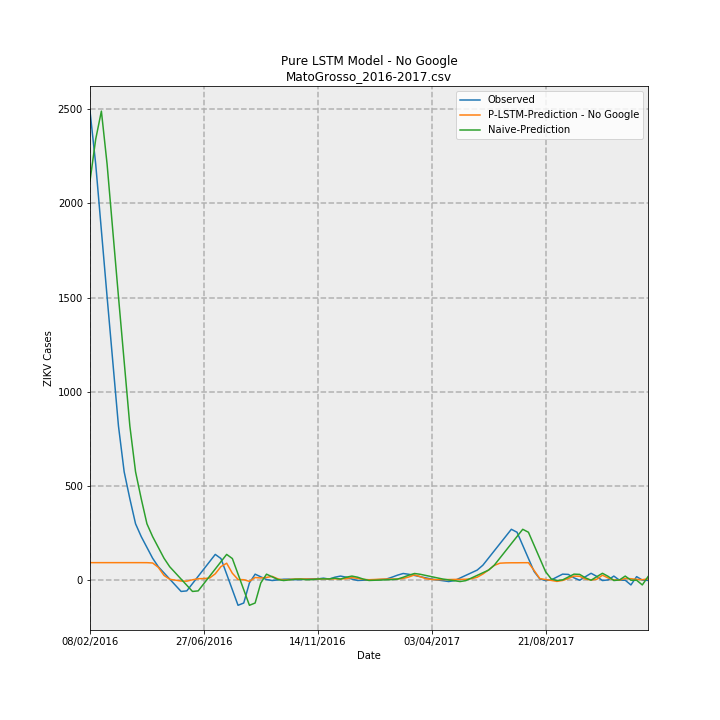 Pure LSTM Model - No Google
MatoGrosso_2016-2017.csv
Observed
P-LSTM-Prediction - No Google
Naive-Prediction
2500
2000
1500
1000
500
0
ZIKV Cases
08/02/2016
27/06/2016
14/11/2016
03/04/2017
21/08/2017
Date